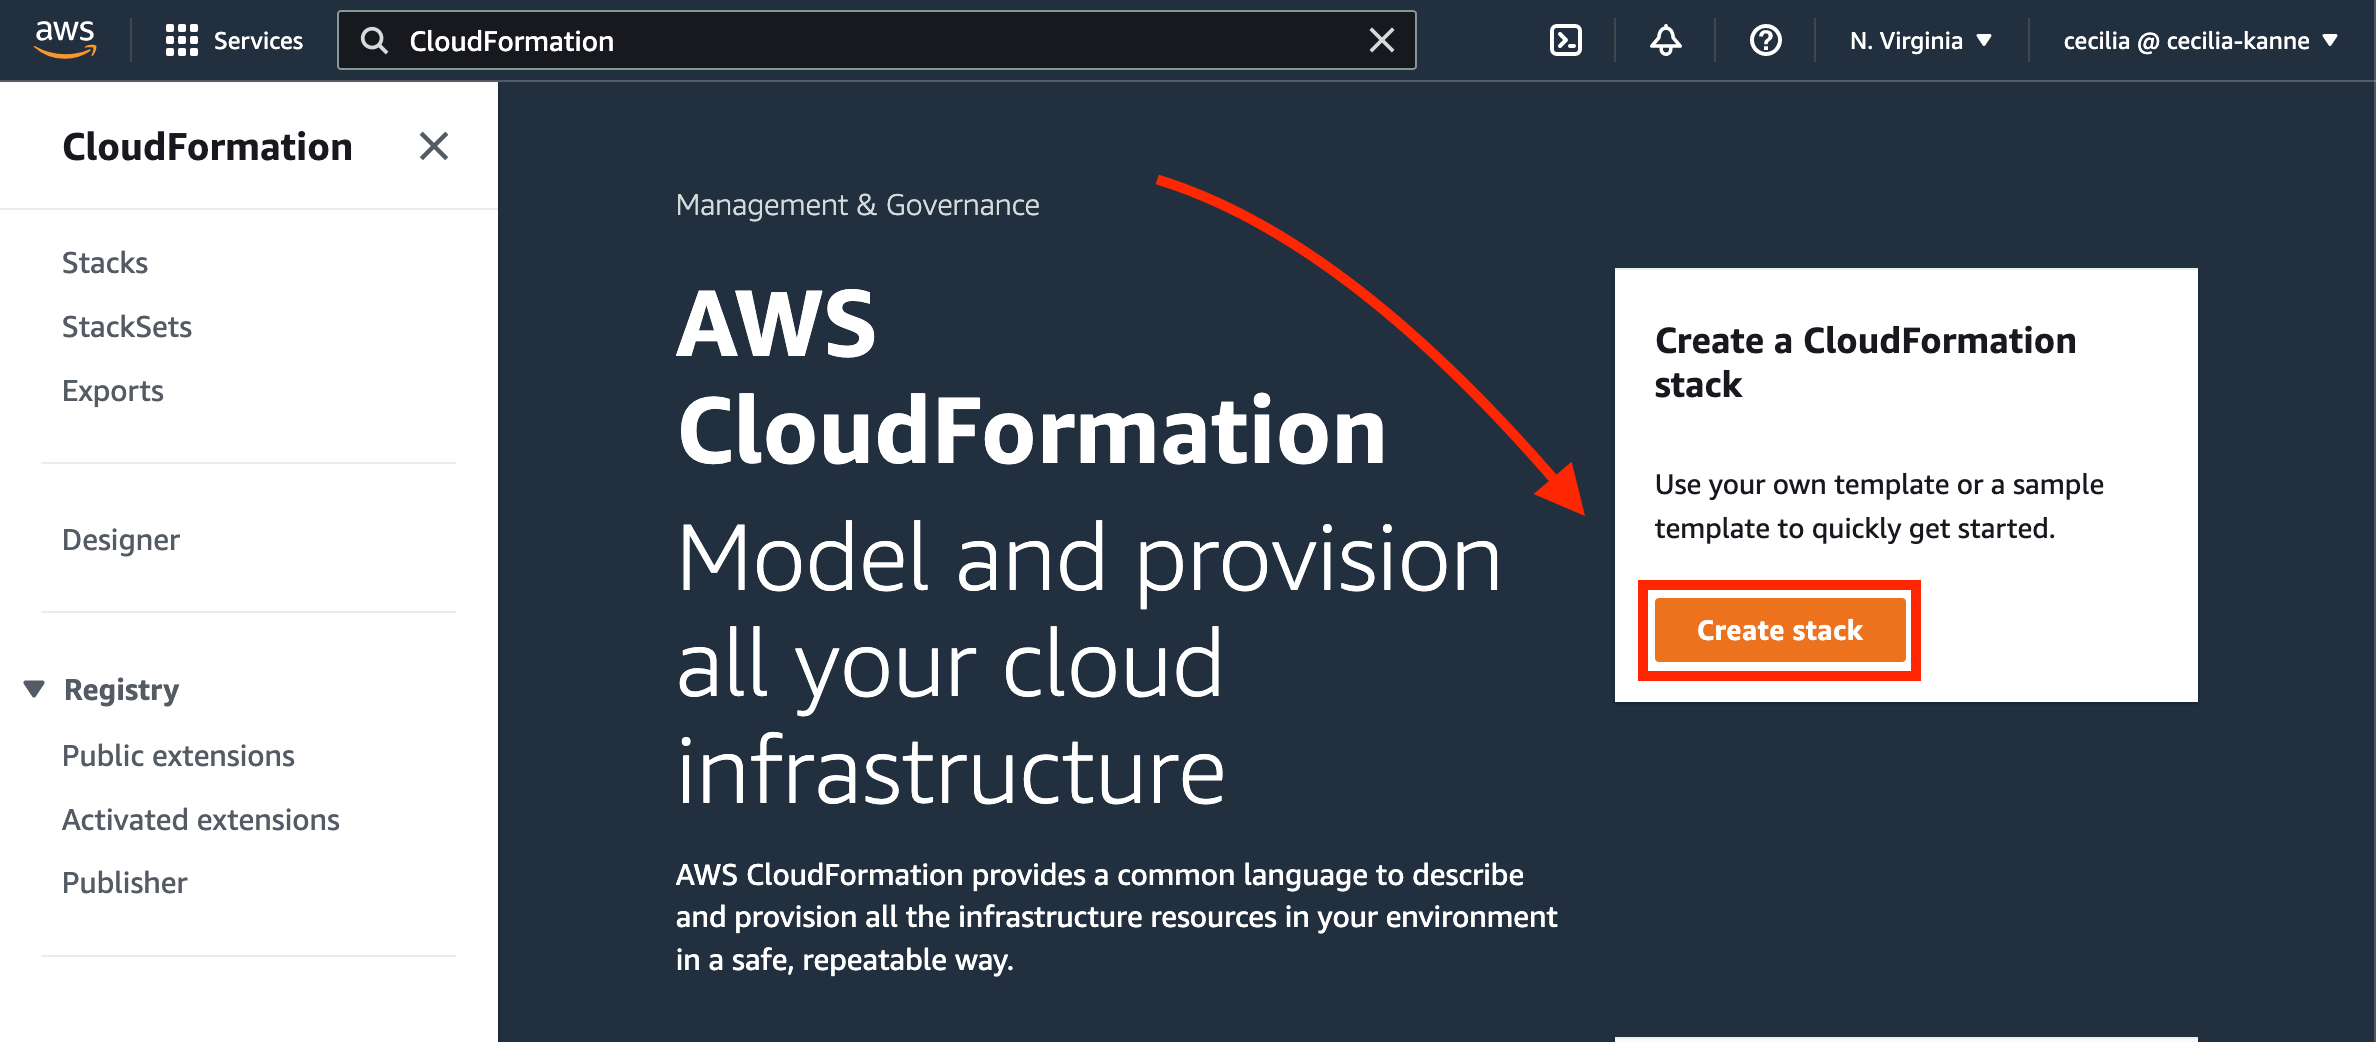 aws
Services
CloudFormation
N. Virginia
cecilia @ cecilia-kanne
CloudFormation
Stacks
StackSets
Exports
Designer
Registry
Public extensions
Activated extensions
Publisher
Management & Governance
AWS
CloudFormation
Model and provision
all your cloud
infrastructure
AWS CloudFormation provides a common language to describe
and provision all the infrastructure resources in your environment
in a safe, repeatable way.
Create a CloudFormation
stack
Use your own template or a sample
template to quickly get started.
Create stack